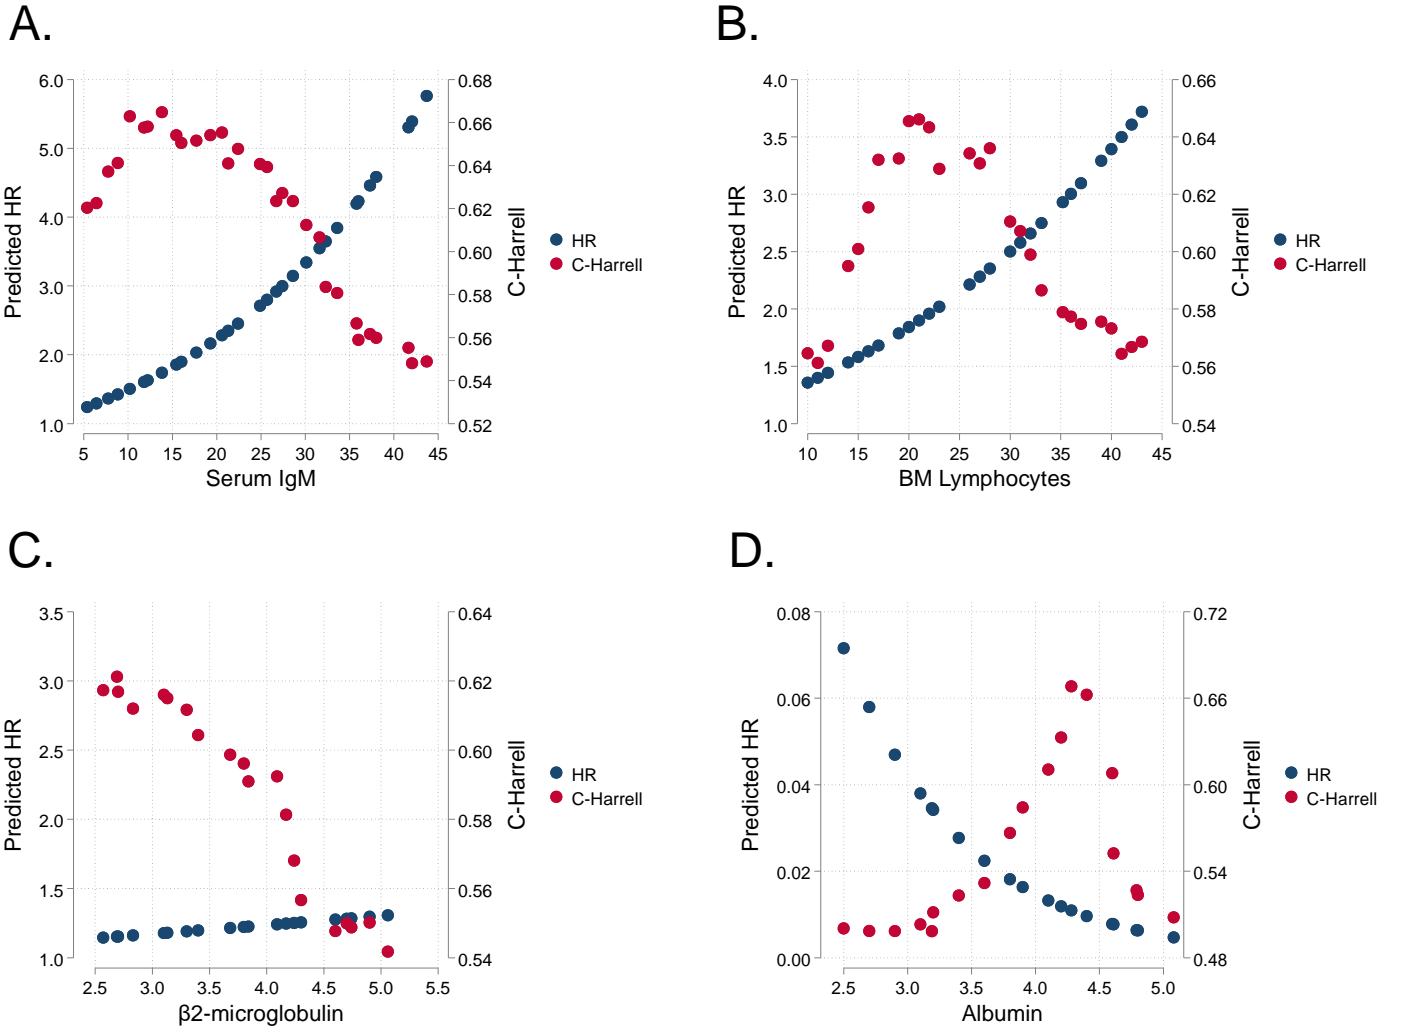 A.
6.0
5.0
4.0
3.0
2.0
1.0
Predicted HR
0.68
0.66
0.64
0.62
0.60
0.58
0.56
0.54
0.52
C-Harrell
5 10 15 20 25 30 35 40 45
Serum IgM
HR
C-Harrell
B.
4.0
3.5
3.0
2.5
2.0
1.5
1.0
Predicted HR
0.66
0.64
0.62
0.60
0.58
0.56
0.54
C-Harrell
10 15 20 25 30 35 40 45
BM Lymphocytes
HR
C-Harrell
C.
3.5
3.0
2.5
2.0
1.5
1.0
Predicted HR
0.64
0.62
0.60
0.58
0.56
0.54
C-Harrell
2.5 3.0 3.5 4.0 4.5 5.0 5.5
β2-microglobulin
HR
C-Harrell
D.
0.08
0.06
0.04
0.02
0.00
Predicted HR
0.72
0.66
0.60
0.54
0.48
C-Harrell
2.5 3.0 3.5 4.0 4.5 5.0
Albumin
HR
C-Harrell